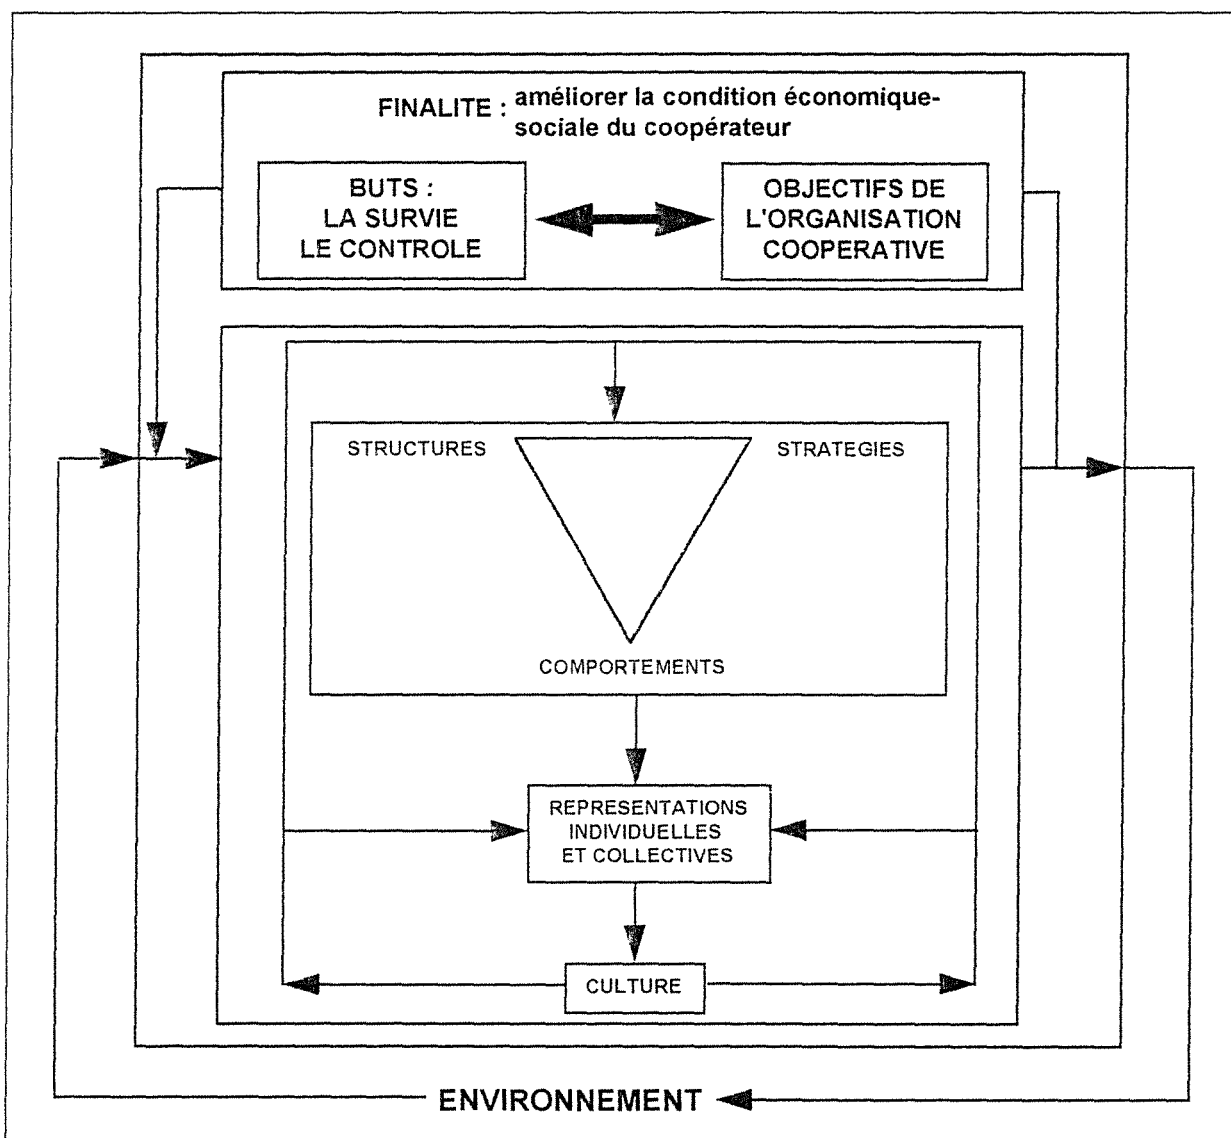 FINALITE : améliorer la condition économique-
sociale du coopérateur
BUTS :
LA SURVIE
LE CONTROLE
OBJECTIFS DE
L'ORGANISATION
COOPERATIVE
STRUCTURES
STRATEGIES
COMPORTEMENTS
REPRESENTATIONS
INDIVIDUELLES
ET COLLECTIVES
CULTURE
ENVIRONNEMENT